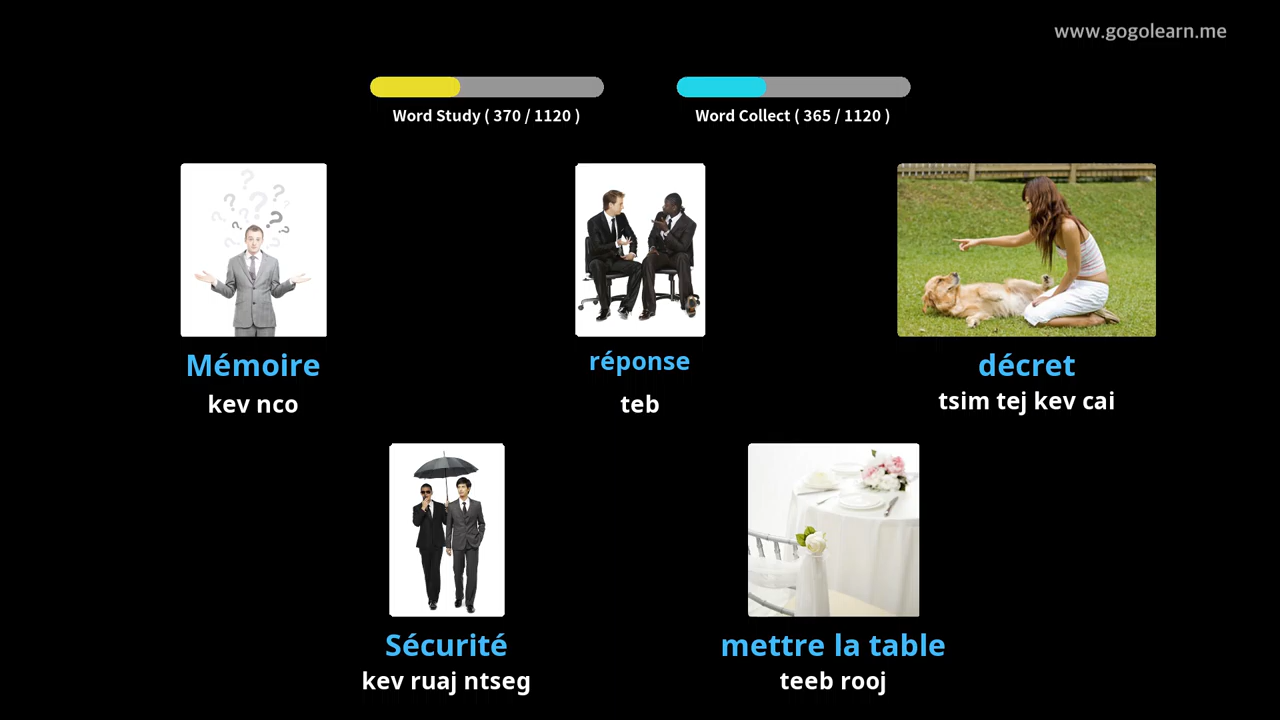 www.gogolearn.me
Word Study ( 370 / 1120 )
Word Collect ( 365 / 1120 )
Mémoire
kev nco
réponse
teb
décret
tsim tej kev cai
Sécurité
kev ruaj ntseg
mettre la table
teeb rooj